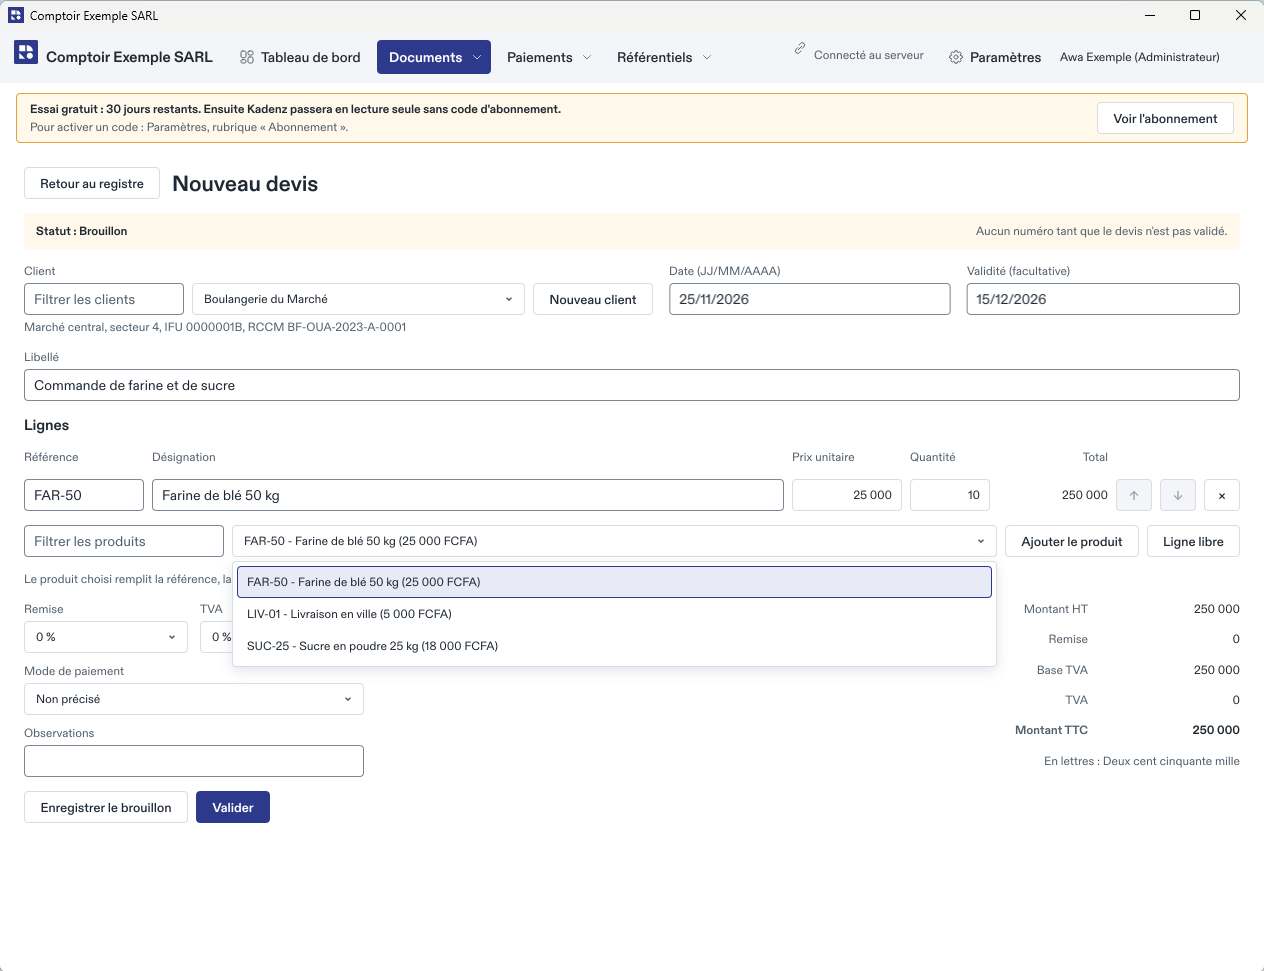 Comptoir Exemple SARL
Comptoir Exemple SARL
Tableau de bord
Documents
Paiements
Référentiels
Connecté au serveur
Paramètres
Awa Exemple (Administrateur)
Essai gratuit : 30 jours restants. Ensuite Kadenz passera en lecture seule sans code d'abonnement.
Pour activer un code : Paramètres, rubrique « Abonnement ».
Voir l'abonnement
Retour au registre
Nouveau devis
Statut : Brouillon
Aucun numéro tant que le devis n'est pas validé.
Client
Date (JJ/MM/AAAA)
Validité (facultative)
Filtrer les clients
Boulangerie du Marché
Nouveau client
25/11/2026
15/12/2026
Marché central, secteur 4, IFU 0000001B, RCCM BF-OUA-2023-A-0001
Libellé
Commande de farine et de sucre
Lignes
Référence
Désignation
Prix unitaire
Quantité
Total
FAR-50
Farine de blé 50 kg
25 000
10
250 000
Filtrer les produits
FAR-50 - Farine de blé 50 kg (25 000 FCFA)
Ajouter le produit
Ligne libre
Le produit choisi remplit la référence, la
FAR-50 - Farine de blé 50 kg (25 000 FCFA)
LIV-01 - Livraison en ville (5 000 FCFA)
SUC-25 - Sucre en poudre 25 kg (18 000 FCFA)
Remise
TVA
0 %
0 %
Montant HT 250 000
Remise 0
Base TVA 250 000
TVA 0
Montant TTC 250 000
En lettres : Deux cent cinquante mille
Mode de paiement
Non précisé
Observations
Enregistrer le brouillon
Valider